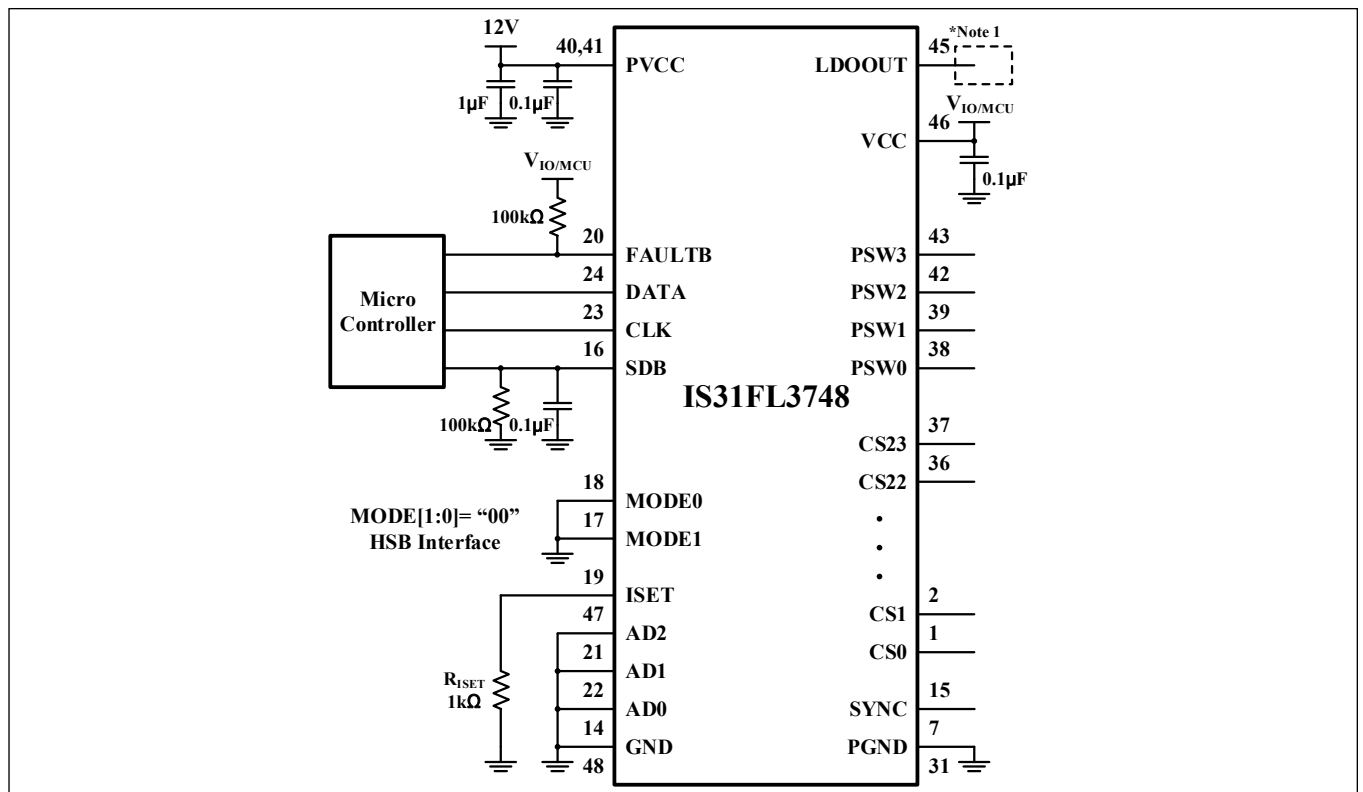 12V
40,41
PVCC
1µF
0.1µF
*Note 1
45
LDOOUT
V_IO/MCU
46
VCC
0.1µF
V_IO/MCU
100kΩ
Micro
Controller
20
FAULTB
24
DATA
23
CLK
16
SDB
100kΩ
0.1µF
IS31FL3748
43
PSW3
42
PSW2
39
PSW1
38
PSW0
37
CS23
36
CS22
MODE[1:0]= “00”
HSB Interface
18
MODE0
17
MODE1
19
ISET
47
AD2
21
AD1
22
AD0
14
GND
48
R_ISET
1kΩ
2
CS1
1
CS0
15
SYNC
7
PGND
31